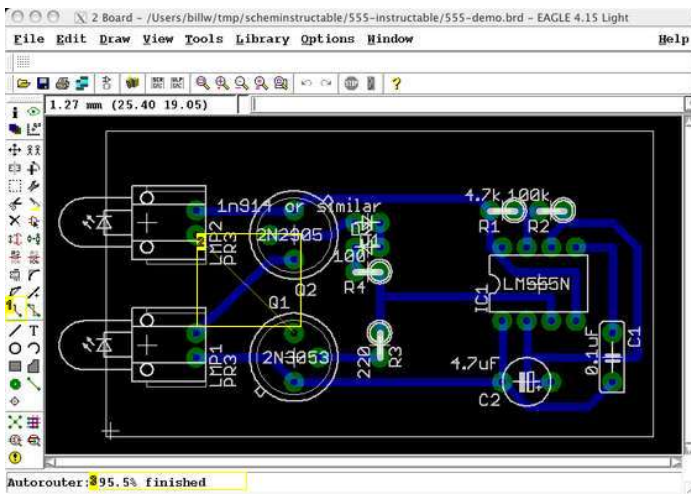 X 2 Board - /Users/billw/tmp/scheminstructable/555-instructable/555-demo.brd - EAGLE 4.15 Light
File Edit Draw View Tools Library Options Window Help
1.27 mm (25.40 19.05)
1n914 or similar
4.7k 100k
R1 R2
LMP2
PR3
2N2905
D1
100
R4
Q2
LM555N
IC1
Q1
LMP1
PR3
2N3053
220
R3
4.7uF
C2
0.1uF
C1
1
2
Autorouter: 3 95.5% finished